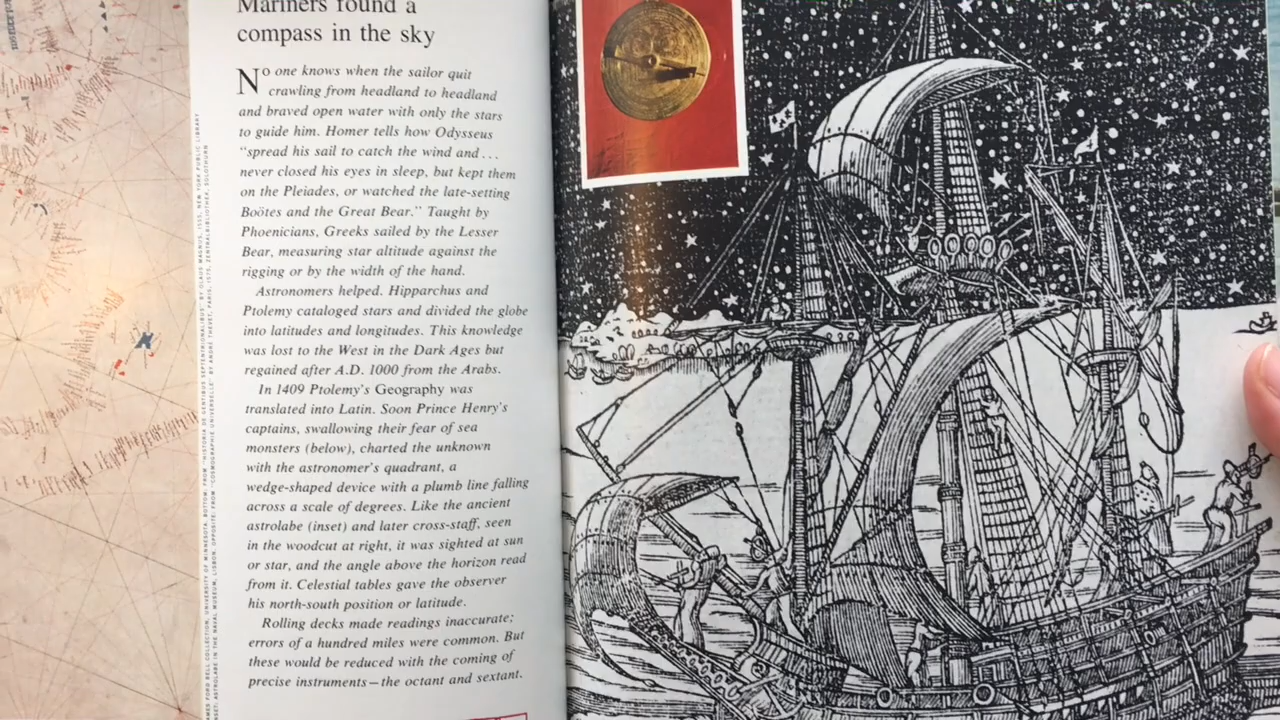 Mariners found a
compass in the sky
No one knows when the sailor quit
crawling from headland to headland
and braved open water with only the stars
to guide him. Homer tells how Odysseus
“spread his sail to catch the wind and . . .
never closed his eyes in sleep, but kept them
on the Pleiades, or watched the late-setting
Boötes and the Great Bear.” Taught by
Phoenicians, Greeks sailed by the Lesser
Bear, measuring star altitude against the
rigging or by the width of the hand.
Astronomers helped. Hipparchus and
Ptolemy cataloged stars and divided the globe
into latitudes and longitudes. This knowledge
was lost to the West in the Dark Ages but
regained after A.D. 1000 from the Arabs.
In 1409 Ptolemy's Geography was
translated into Latin. Soon Prince Henry's
captains, swallowing their fear of sea
monsters (below), charted the unknown
with the astronomer's quadrant, a
wedge-shaped device with a plumb line falling
across a scale of degrees. Like the ancient
astrolabe (inset) and later cross-staff, seen
in the woodcut at right, it was sighted at sun
or star, and the angle above the horizon read
from it. Celestial tables gave the observer
his north-south position or latitude.
Rolling decks made readings inaccurate;
errors of a hundred miles were common. But
these would be reduced with the coming of
precise instruments—the octant and sextant.